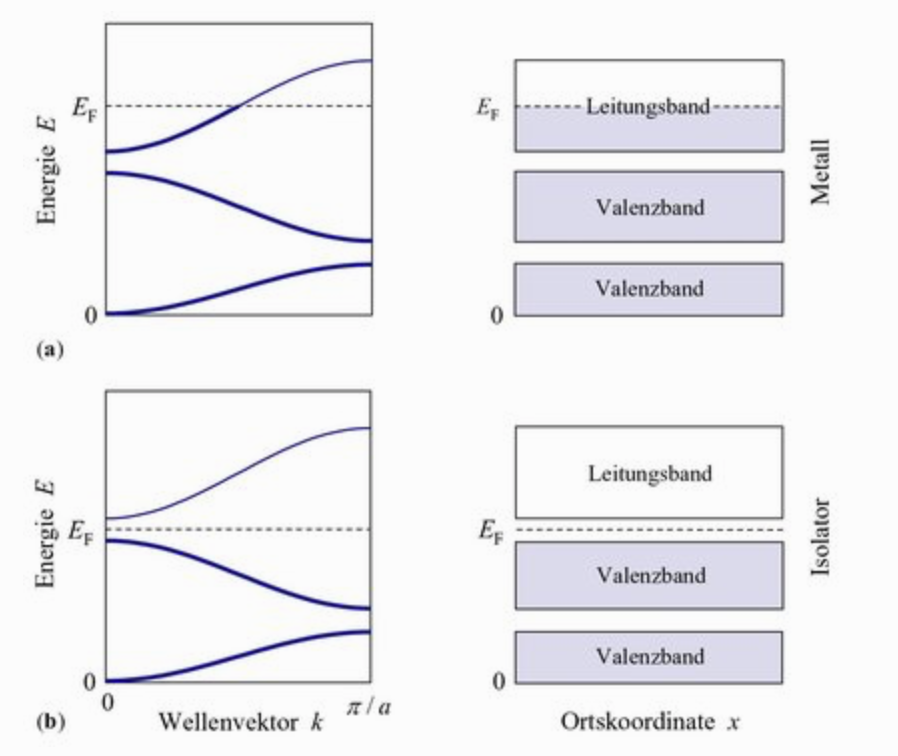 Energie E
E_F
0
E_F
Leitungsband
Valenzband
Valenzband
0
Metall
(a)
Energie E
E_F
0
0
π / a
Wellenvektor k
E_F
Leitungsband
Valenzband
Valenzband
0
Isolator
(b)
Ortskoordinate x